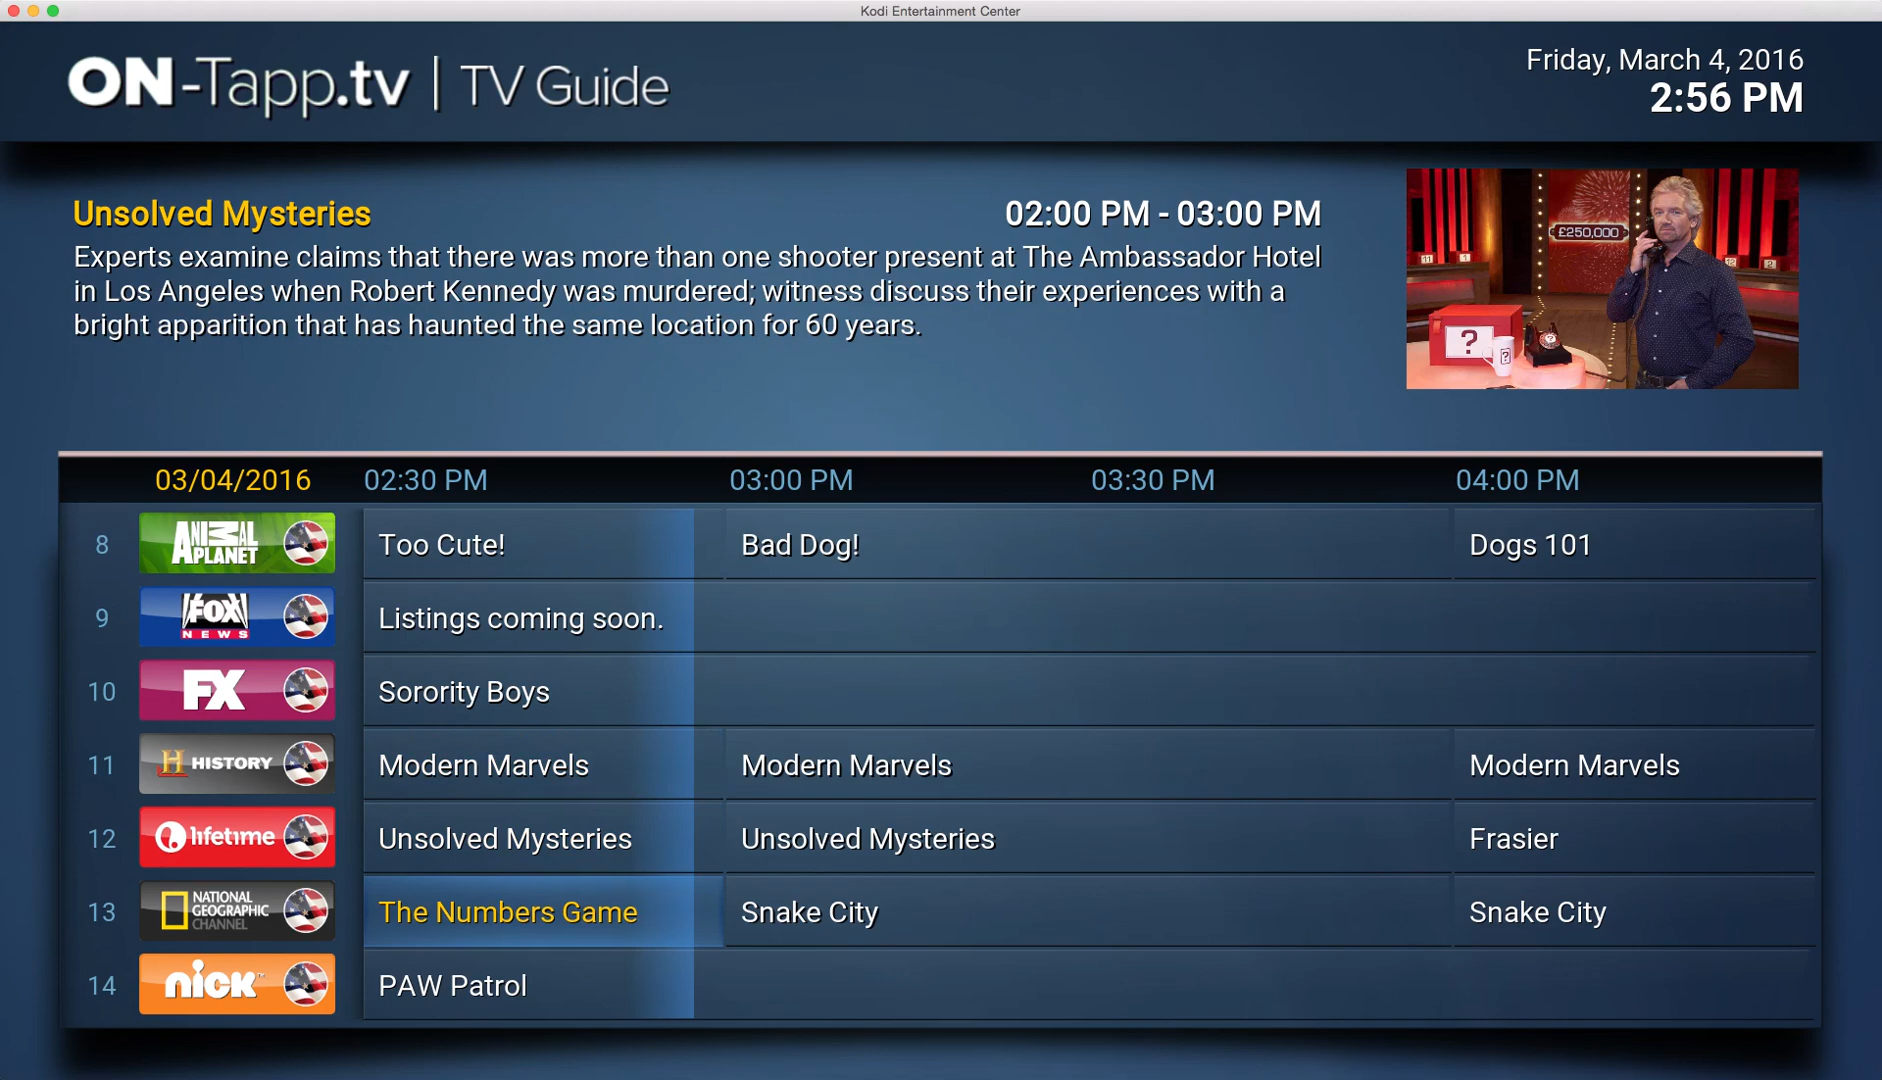 Kodi Entertainment Center
ON-Tapp.tv | TV Guide
Friday, March 4, 2016
2:56 PM
Unsolved Mysteries 02:00 PM - 03:00 PM
Experts examine claims that there was more than one shooter present at The Ambassador Hotel
in Los Angeles when Robert Kennedy was murdered; witness discuss their experiences with a
bright apparition that has haunted the same location for 60 years.
£250,000
11 1 12 2
?
?
03/04/2016 02:30 PM 03:00 PM 03:30 PM 04:00 PM
8 ANIMAL PLANET Too Cute! Bad Dog! Dogs 101
9 FOX NEWS Listings coming soon.
10 FX Sorority Boys
11 H HISTORY Modern Marvels Modern Marvels Modern Marvels
12 lifetime Unsolved Mysteries Unsolved Mysteries Frasier
13 NATIONAL GEOGRAPHIC CHANNEL The Numbers Game Snake City Snake City
14 nick™ PAW Patrol